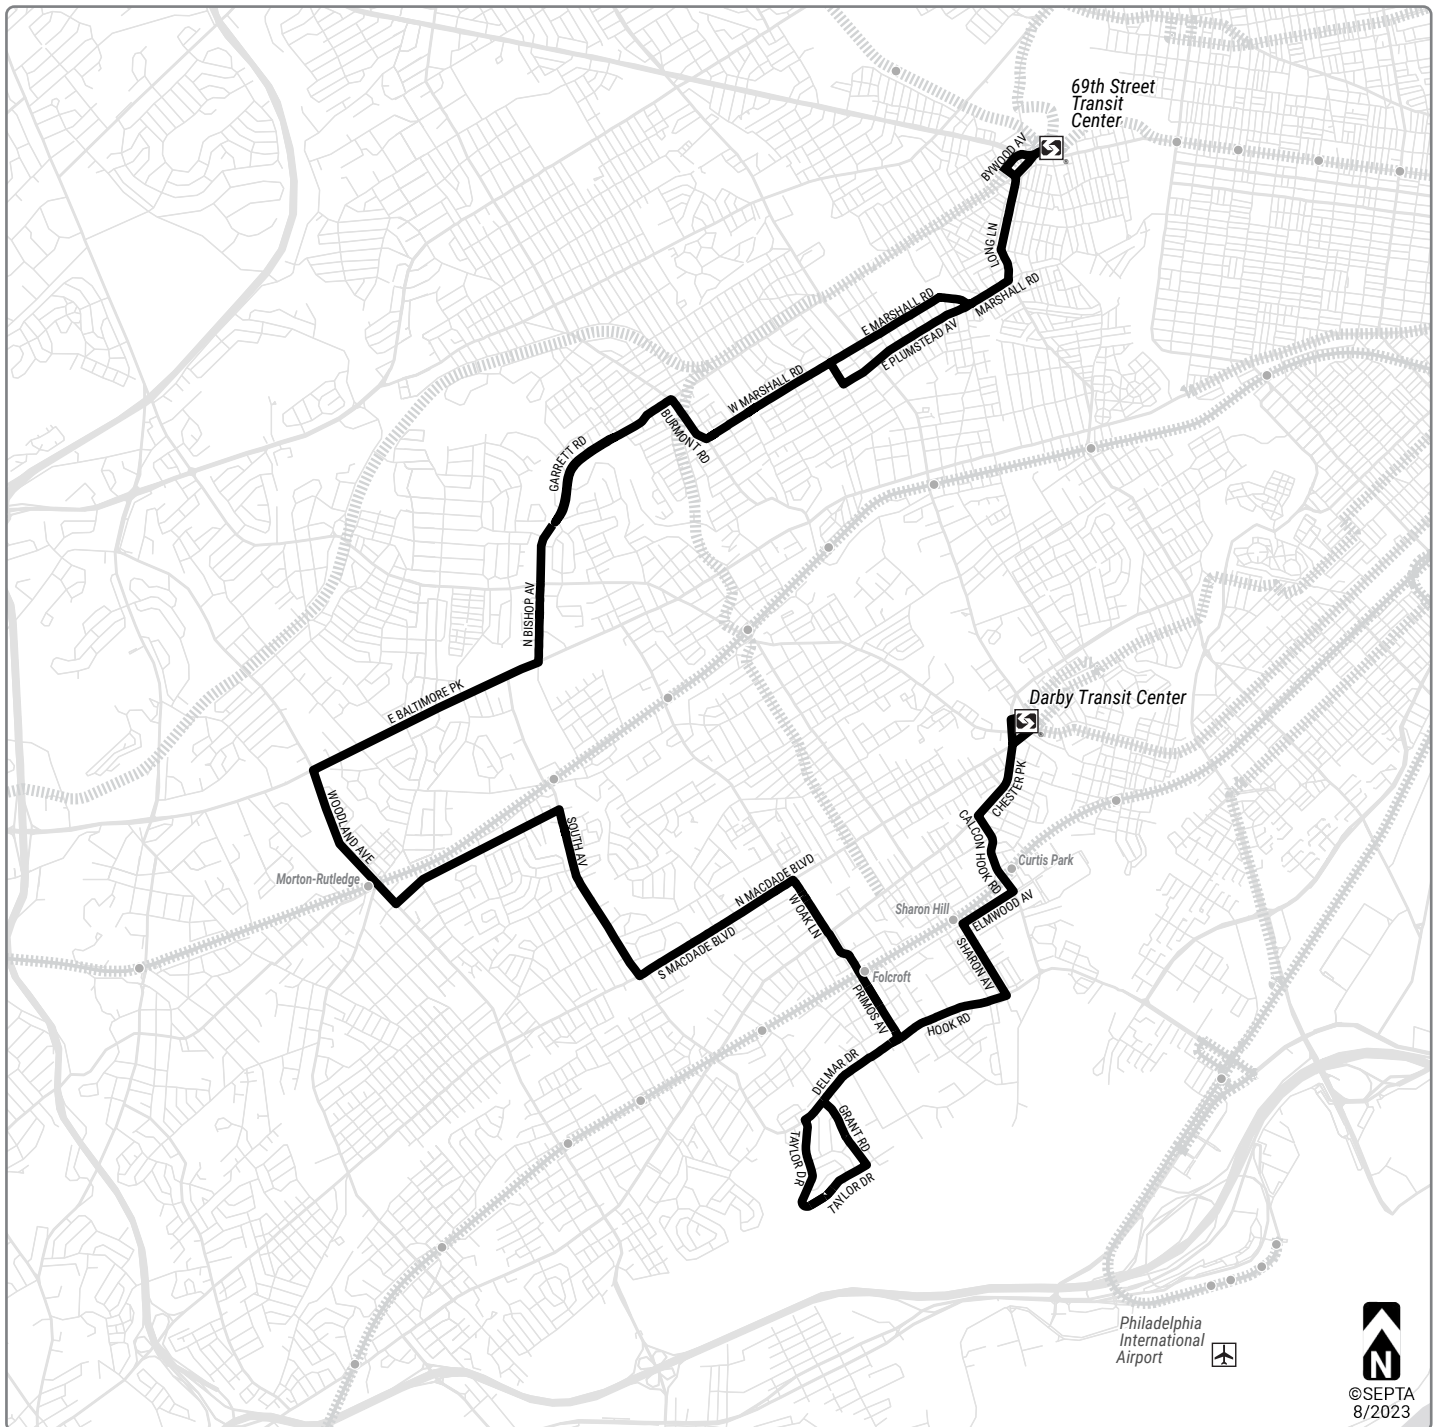 69th Street
Transit
Center
BYWOOD AV
LONG LN
MARSHALL RD
E MARSHALL RD
E PLUMSTEAD AV
W MARSHALL RD
BURMONT RD
GARRETT RD
N BISHOP AV
E BALTIMORE PK
WOODLAND AVE
Morton-Rutledge
SOUTH AV
S MACDADE BLVD
N MACDADE BLVD
W OAK LN
Folcroft
PRIMOS AV
Darby Transit Center
CHESTER PK
CALCON HOOK RD
Curtis Park
Sharon Hill
ELMWOOD AV
SHARON AV
HOOK RD
DELMAR DR
GRANT RD
TAYLOR DR
TAYLOR DR
Philadelphia
International
Airport
N
©SEPTA
8/2023